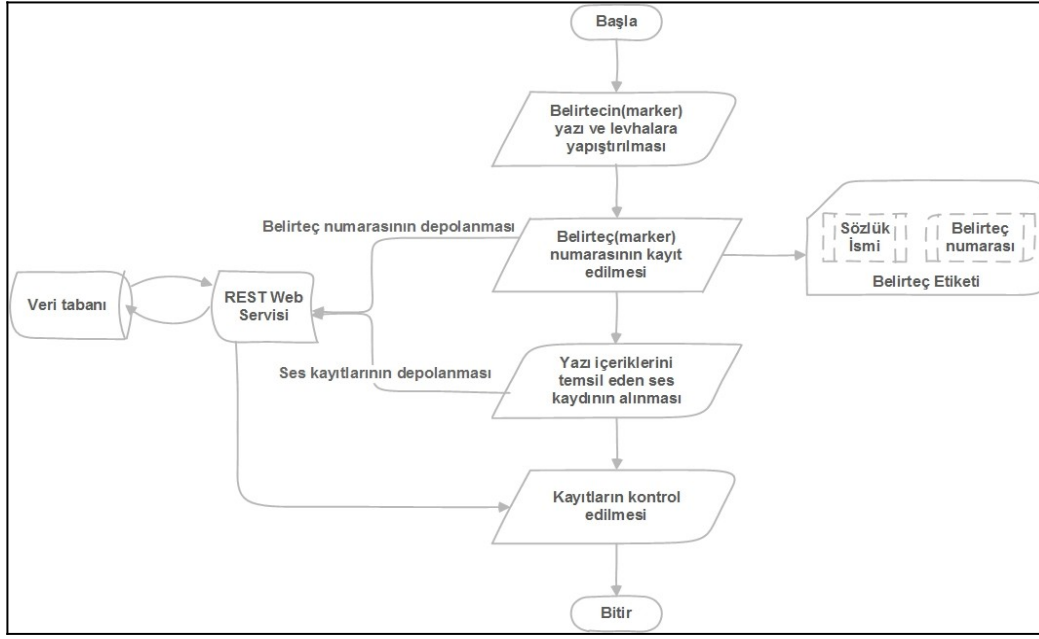 Başla
Belirtecin(marker)
yazı ve levhalara
yapıştırılması
Belirteç numarasının depolanması
Belirteç(marker)
numarasının kayıt
edilmesi
Sözlük
İsmi
Belirteç
numarası
Belirteç Etiketi
Veri tabanı
REST Web
Servisi
Ses kayıtlarının depolanması
Yazı içeriklerini
temsil eden ses
kaydının alınması
Kayıtların kontrol
edilmesi
Bitir